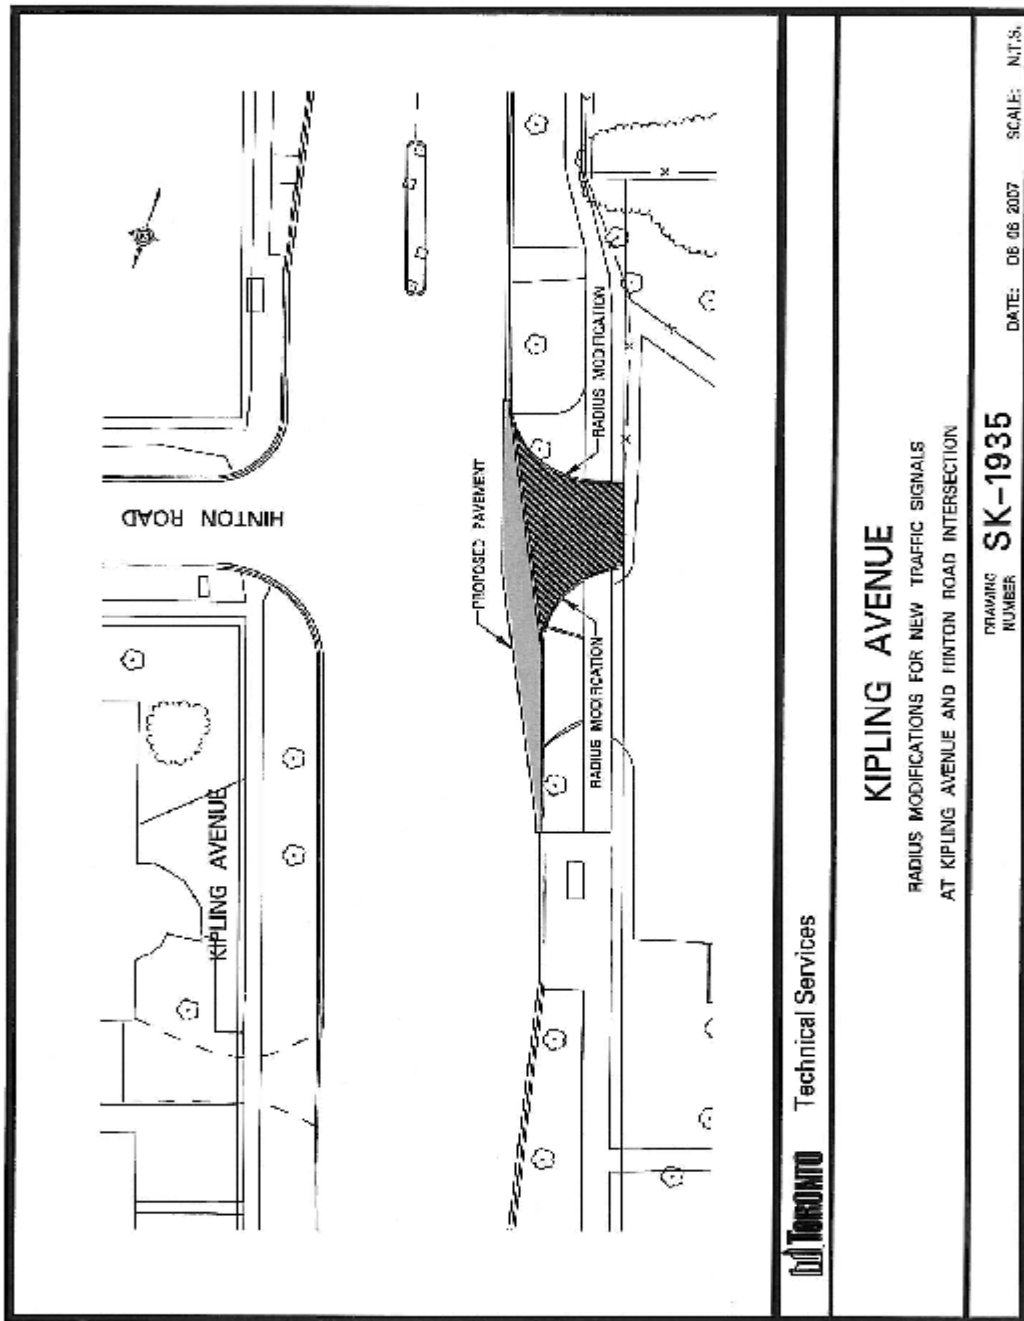 HINTON ROAD
PROPOSED PAVEMENT
RADIUS MODIFICATION
RADIUS MODIFICATION
KIPLING AVENUE
TORONTO Technical Services
KIPLING AVENUE
RADIUS MODIFICATIONS FOR NEW TRAFFIC SIGNALS
AT KIPLING AVENUE AND HINTON ROAD INTERSECTION
DRAWING NUMBER SK-1935
DATE: 06 06 2007 SCALE: N.T.S.